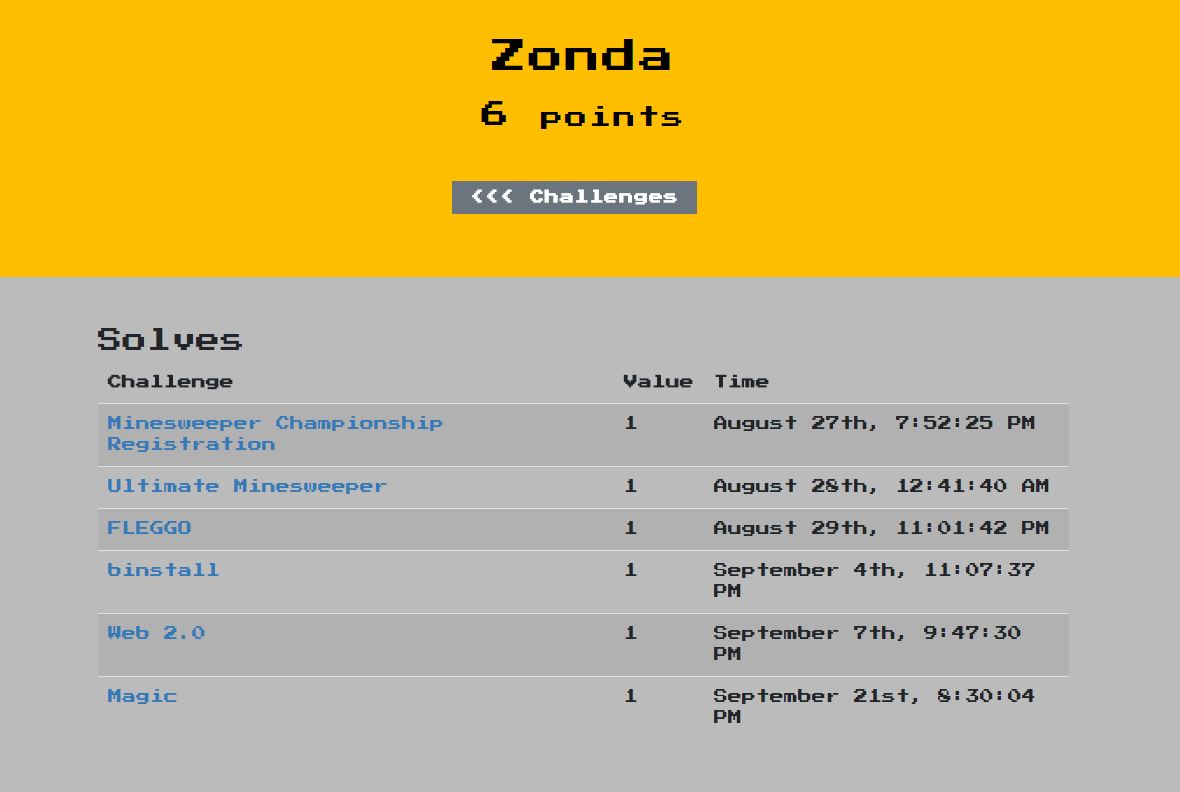 Zonda
6 points
<<< Challenges
Solves
Challenge Value Time
Minesweeper Championship 1 August 27th, 7:52:25 PM
Registration
Ultimate Minesweeper 1 August 28th, 12:41:40 AM
FLEGGO 1 August 29th, 11:01:42 PM
binstall 1 September 4th, 11:07:37
PM
Web 2.0 1 September 7th, 9:47:30
PM
Magic 1 September 21st, 8:30:04
PM